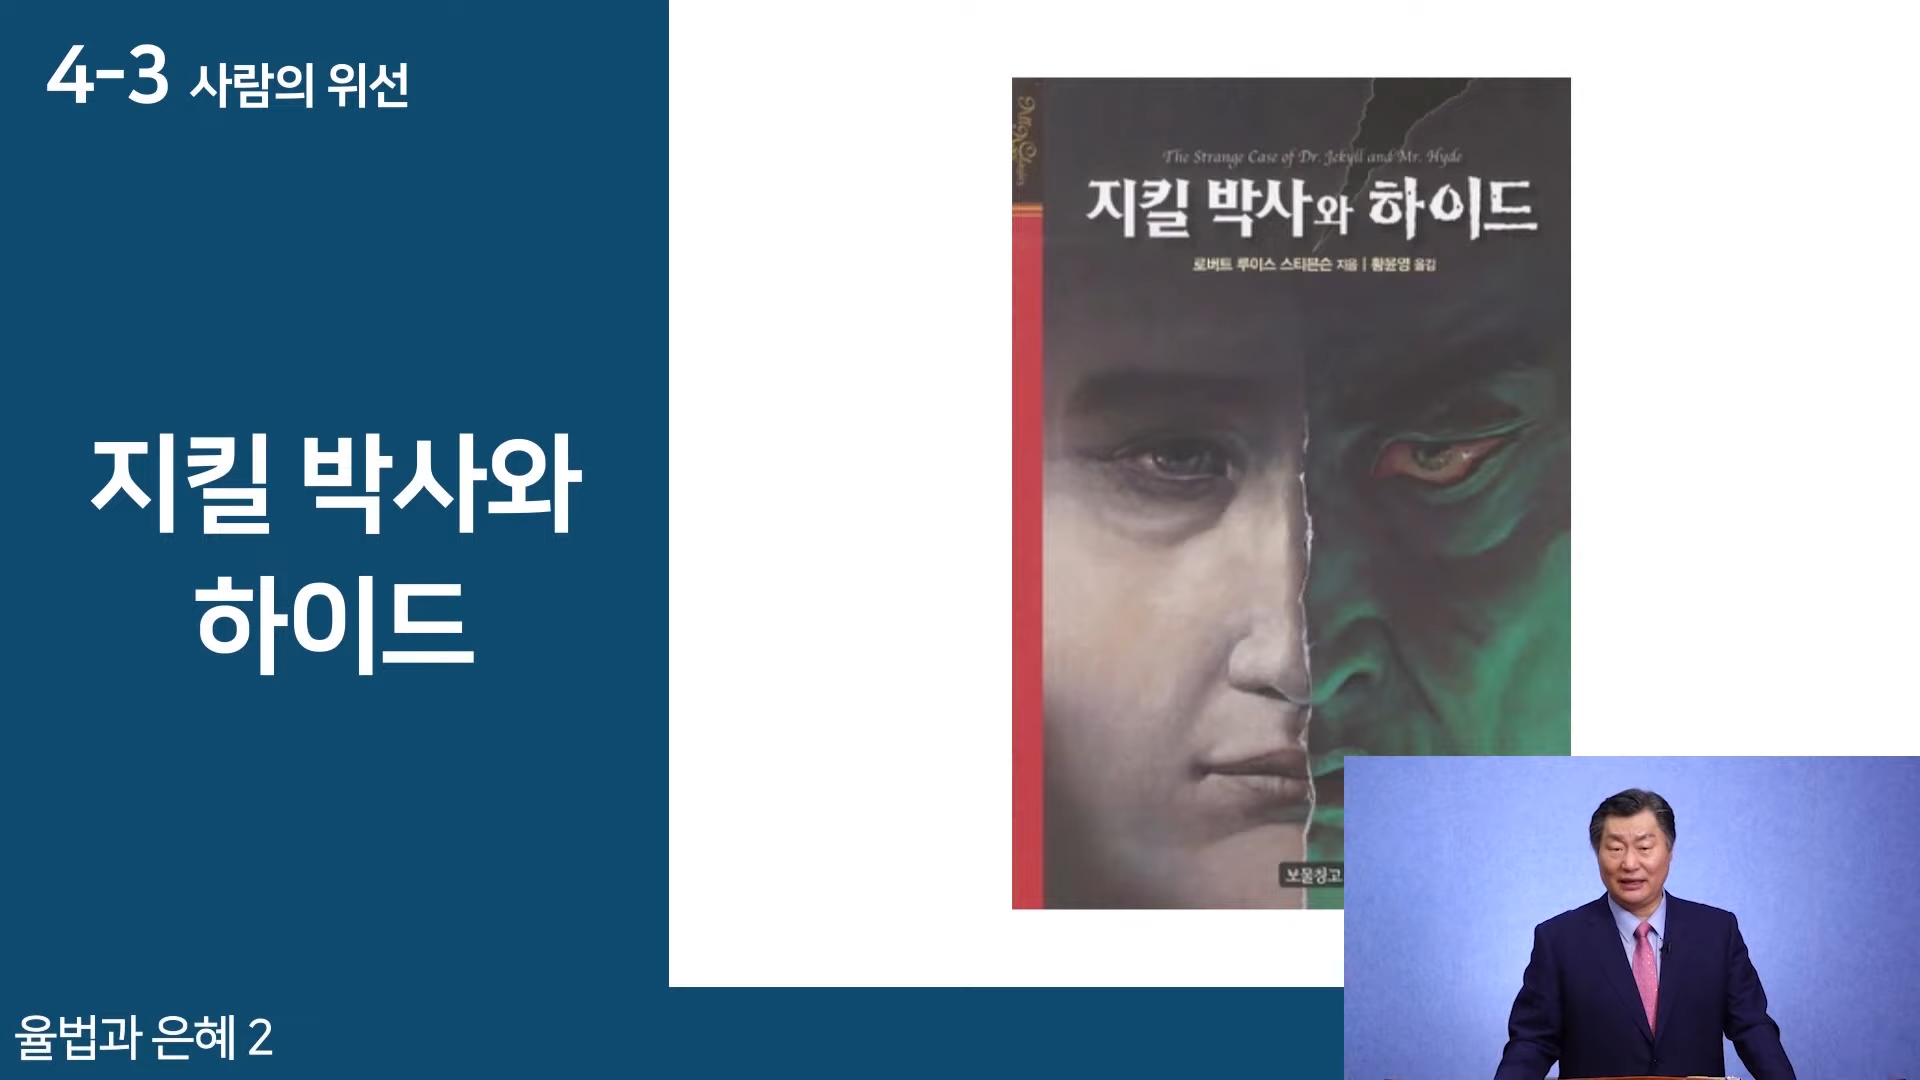 4-3 사람의 위선
지킬 박사와
하이드
율법과 은혜 2
The Strange Case of Dr. Jekyll and Mr. Hyde
지킬 박사와 하이드
로버트 루이스 스티븐슨 지음 | 황윤영 옮김
보물창고